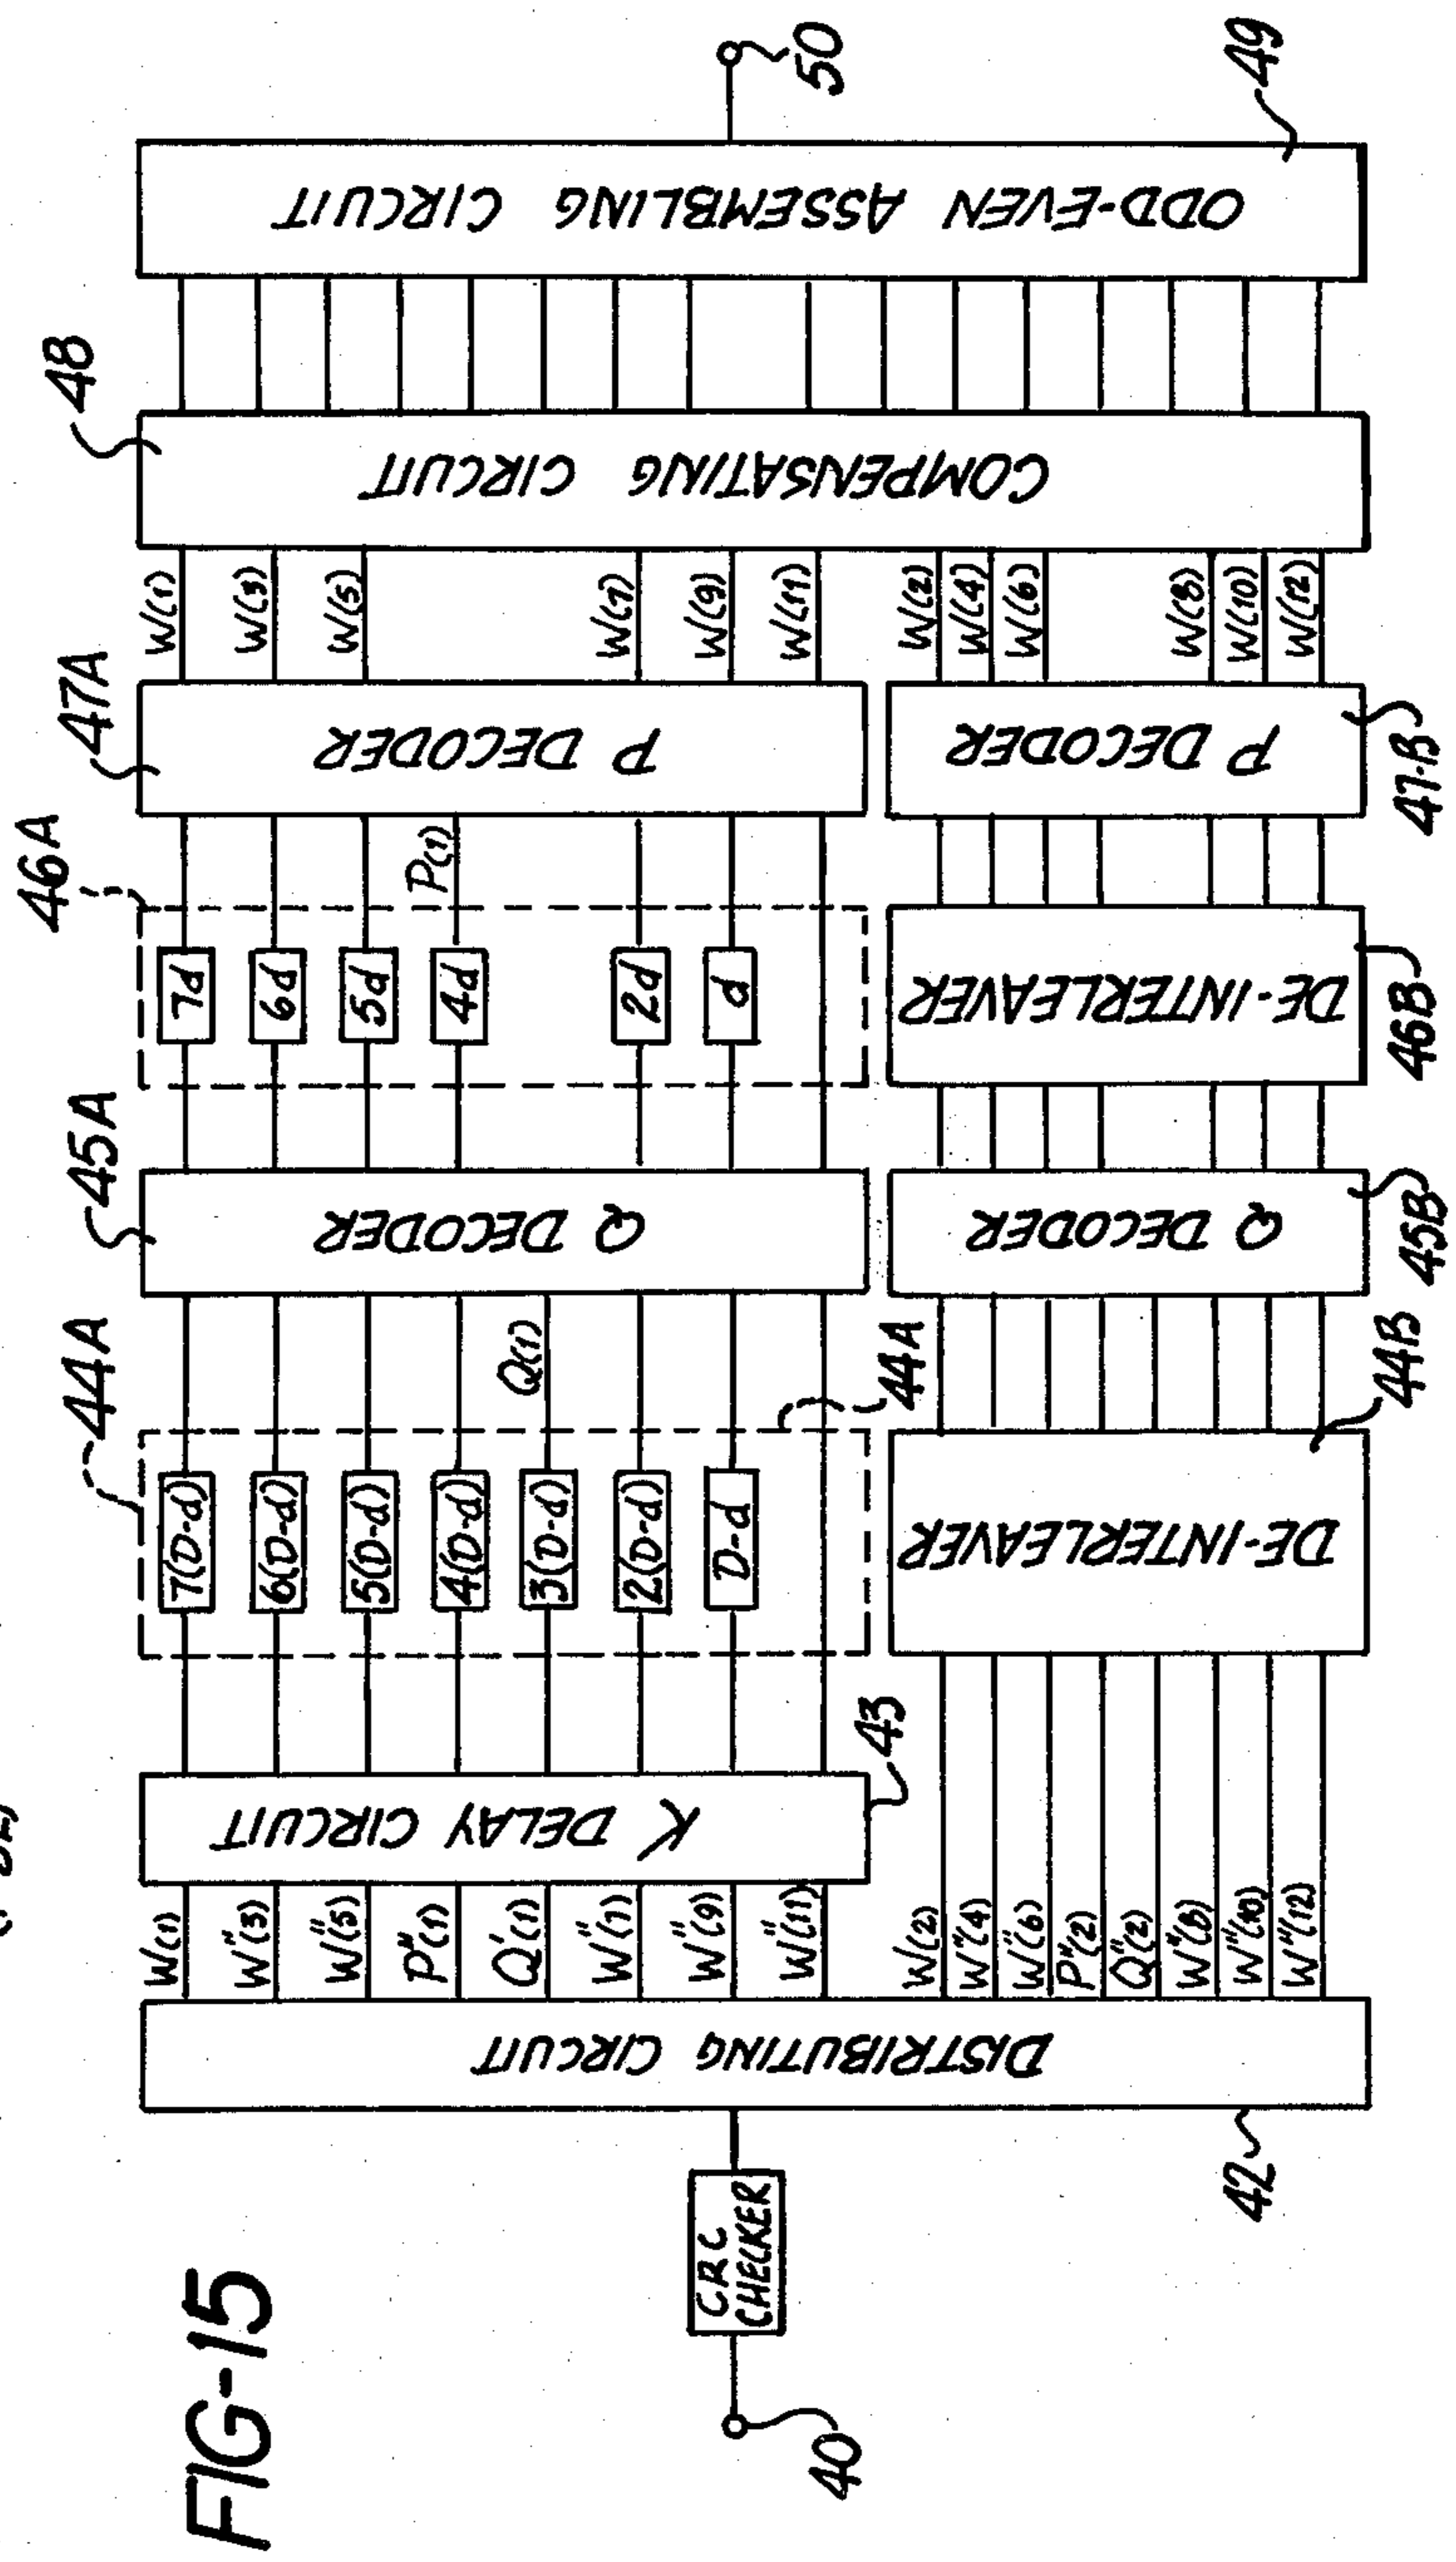 FIG-15
40
CRC
CHECKER
42
DISTRIBUTING CIRCUIT
W(1)
W"(3)
W"(5)
P"(1)
Q'(1)
W"(7)
W"(9)
W"(11)
W(2)
W"(4)
W"(6)
P"(2)
Q"(2)
W"(8)
W"(10)
W"(12)
K DELAY CIRCUIT
43
44A
7(D-d)
6(D-d)
5(D-d)
4(D-d)
3(D-d)
2(D-d)
D-d
44A
DE-INTERLEAVER
44B
Q(1)
45A
Q DECODER
Q DECODER
45B
46A
7d
6d
5d
4d
2d
d
DE-INTERLEAVER
46B
P(1)
47A
P DECODER
P DECODER
47-B
W(1)
W(3)
W(5)
W(7)
W(9)
W(11)
W(2)
W(4)
W(6)
W(8)
W(10)
W(12)
48
COMPENSATING CIRCUIT
ODD-EVEN ASSEMBLING CIRCUIT
49
50